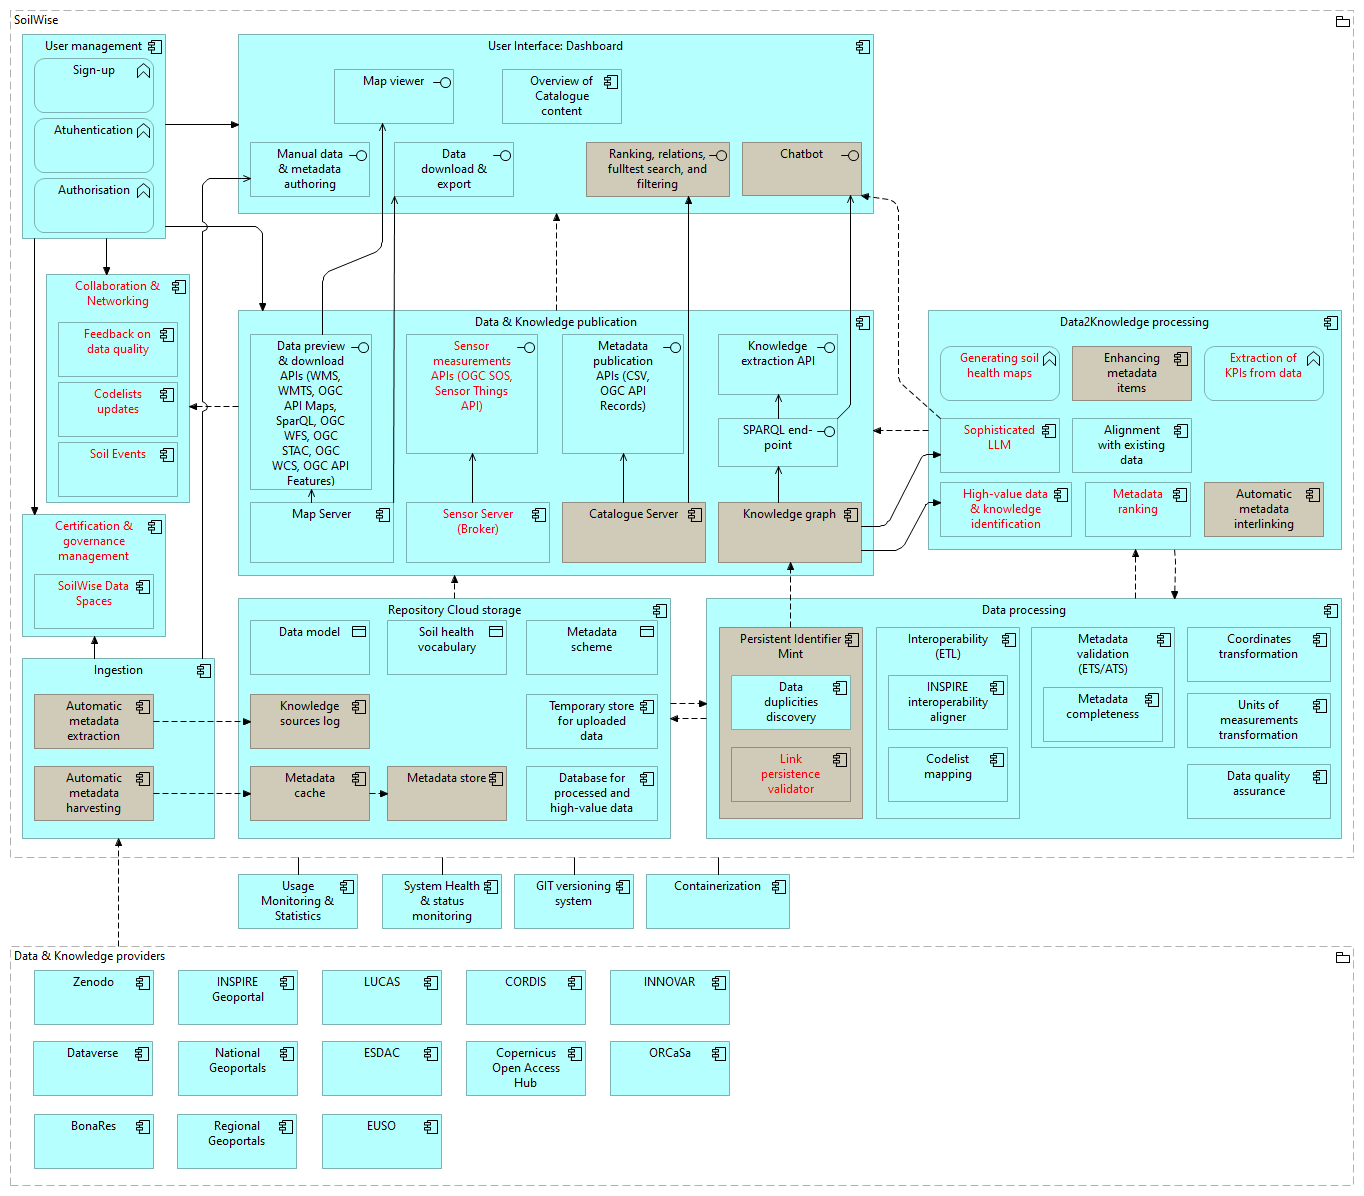 SoilWise
User management
Sign-up
Atuhentication
Authorisation
User Interface: Dashboard
Map viewer
Overview of
Catalogue
content
Manual data
& metadata
authoring
Data
download &
export
Ranking, relations,
fulltest search, and
filtering
Chatbot
Collaboration &
Networking
Feedback on
data quality
Codelists
updates
Soil Events
Certification &
governance
management
SoilWise Data
Spaces
Data & Knowledge publication
Data preview
& download
APIs (WMS,
WMTS, OGC
API Maps,
SparQL, OGC
WFS, OGC
STAC, OGC
WCS, OGC API
Features)
Sensor
measurements
APIs (OGC SOS,
Sensor Things
API)
Metadata
publication
APIs (CSV,
OGC API
Records)
Knowledge
extraction API
SPARQL end-
point
Map Server
Sensor Server
(Broker)
Catalogue Server
Knowledge graph
Data2Knowledge processing
Generating soil
health maps
Enhancing
metadata
items
Extraction of
KPIs from data
Sophisticated
LLM
Alignment
with existing
data
High-value data
& knowledge
identification
Metadata
ranking
Automatic
metadata
interlinking
Ingestion
Automatic
metadata
extraction
Automatic
metadata
harvesting
Repository Cloud storage
Data model
Soil health
vocabulary
Metadata
scheme
Knowledge
sources log
Temporary store
for uploaded
data
Metadata
cache
Metadata store
Database for
processed and
high-value data
Data processing
Persistent Identifier
Mint
Data
duplicities
discovery
Link
persistence
validator
Interoperability
(ETL)
INSPIRE
interoperability
aligner
Codelist
mapping
Metadata
validation
(ETS/ATS)
Metadata
completeness
Coordinates
transformation
Units of
measurements
transformation
Data quality
assurance
Usage
Monitoring &
Statistics
System Health
& status
monitoring
GIT versioning
system
Containerization
Data & Knowledge providers
Zenodo
INSPIRE
Geoportal
LUCAS
CORDIS
INNOVAR
Dataverse
National
Geoportals
ESDAC
Copernicus
Open Access
Hub
ORCaSa
BonaRes
Regional
Geoportals
EUSO